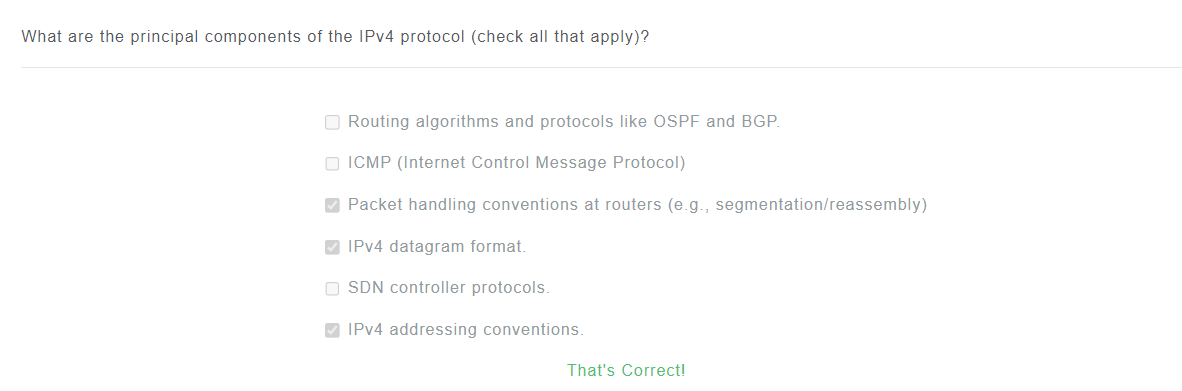 What are the principal components of the IPv4 protocol (check all that apply)?
Routing algorithms and protocols like OSPF and BGP.
ICMP (Internet Control Message Protocol)
Packet handling conventions at routers (e.g., segmentation/reassembly)
IPv4 datagram format.
SDN controller protocols.
IPv4 addressing conventions.
That's Correct!